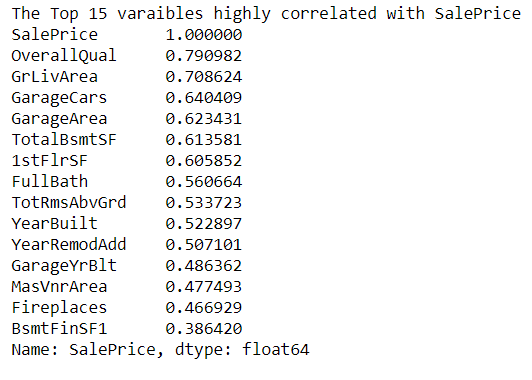 The Top 15 varaibles highly correlated with SalePrice
SalePrice 1.000000
OverallQual 0.790982
GrLivArea 0.708624
GarageCars 0.640409
GarageArea 0.623431
TotalBsmtSF 0.613581
1stFlrSF 0.605852
FullBath 0.560664
TotRmsAbvGrd 0.533723
YearBuilt 0.522897
YearRemodAdd 0.507101
GarageYrBlt 0.486362
MasVnrArea 0.477493
Fireplaces 0.466929
BsmtFinSF1 0.386420
Name: SalePrice, dtype: float64